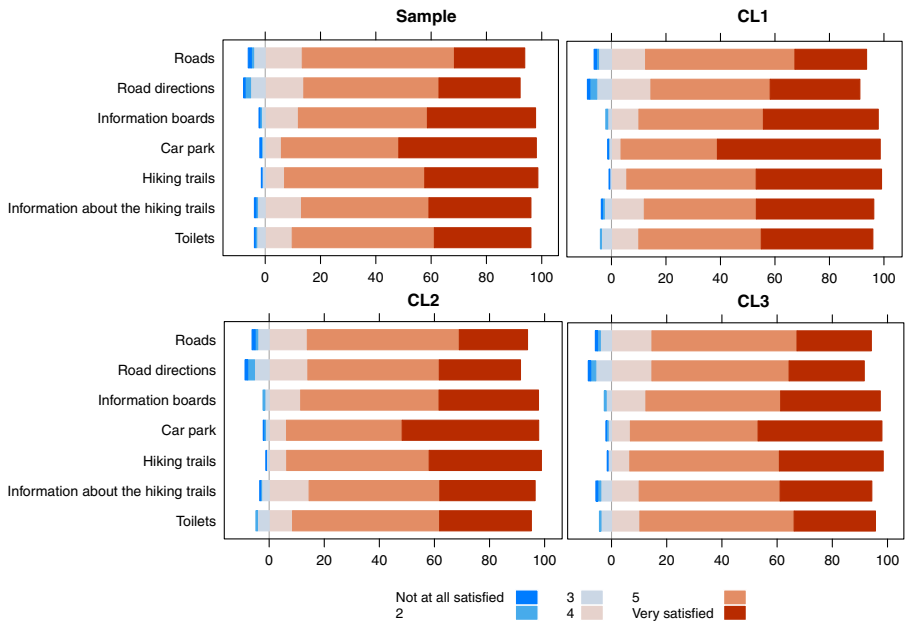 Sample CL1
Roads
Road directions
Information boards
Car park
Hiking trails
Information about the hiking trails
Toilets
0 20 40 60 80 100 0 20 40 60 80 100
CL2 CL3
Roads
Road directions
Information boards
Car park
Hiking trails
Information about the hiking trails
Toilets
0 20 40 60 80 100 0 20 40 60 80 100
Not at all satisfied 3 5
2 4 Very satisfied